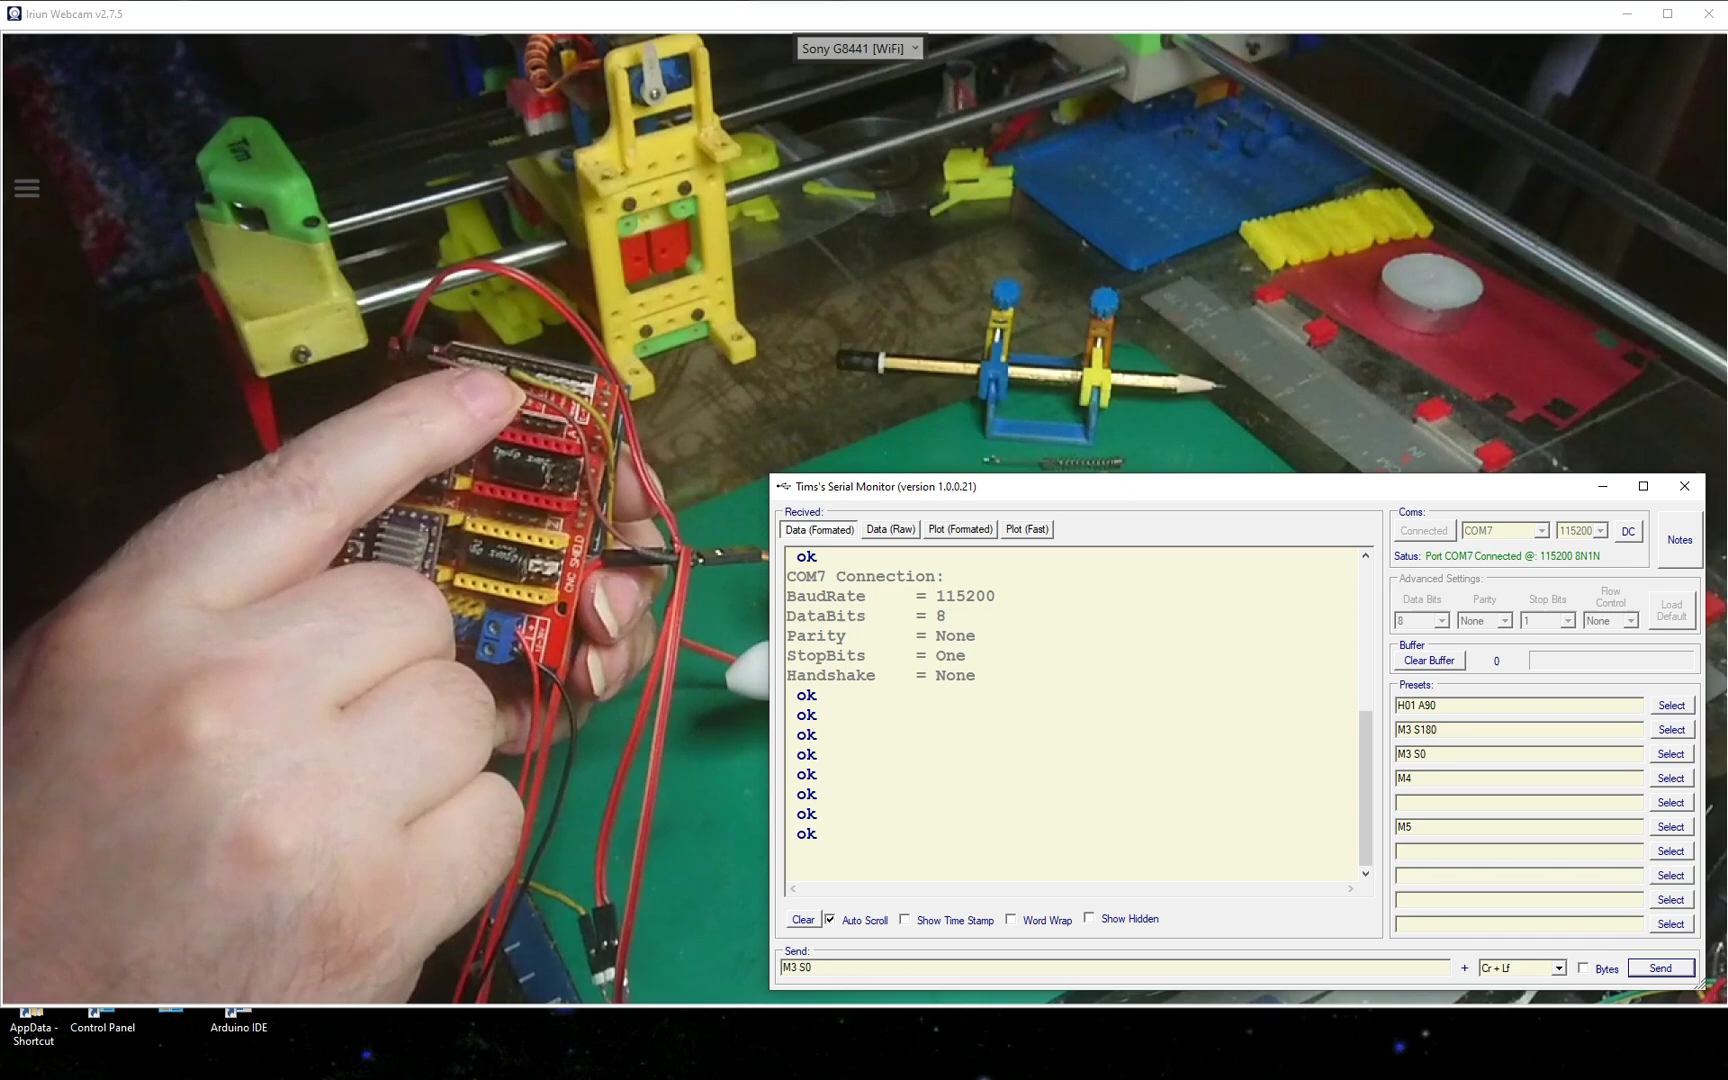 Iriun Webcam v2.7.5
Sony G8441 [WiFi]
Tim
CNC SHIELD
Tims's Serial Monitor (version 1.0.0.21)
Recived:
Data (Formated)
Data (Raw)
Plot (Formated)
Plot (Fast)
ok
COM7 Connection:
BaudRate = 115200
DataBits = 8
Parity = None
StopBits = One
Handshake = None
ok
ok
ok
ok
ok
ok
ok
ok
Clear
Auto Scroll
Show Time Stamp
Word Wrap
Show Hidden
Coms:
Connected
COM7
115200
DC
Notes
Satus: Port COM7 Connected @: 115200 8N1N
Advanced Settings:
Data Bits
Parity
Stop Bits
Flow
Control
8
None
1
None
Load
Default
Buffer
Clear Buffer
0
Presets:
H01 A90
Select
M3 S180
Select
M3 S0
Select
M4
Select
Select
M5
Select
Select
Select
Select
Select
Send:
M3 S0
+
Cr + Lf
Bytes
Send
AppData -
Shortcut
Control Panel
Arduino IDE